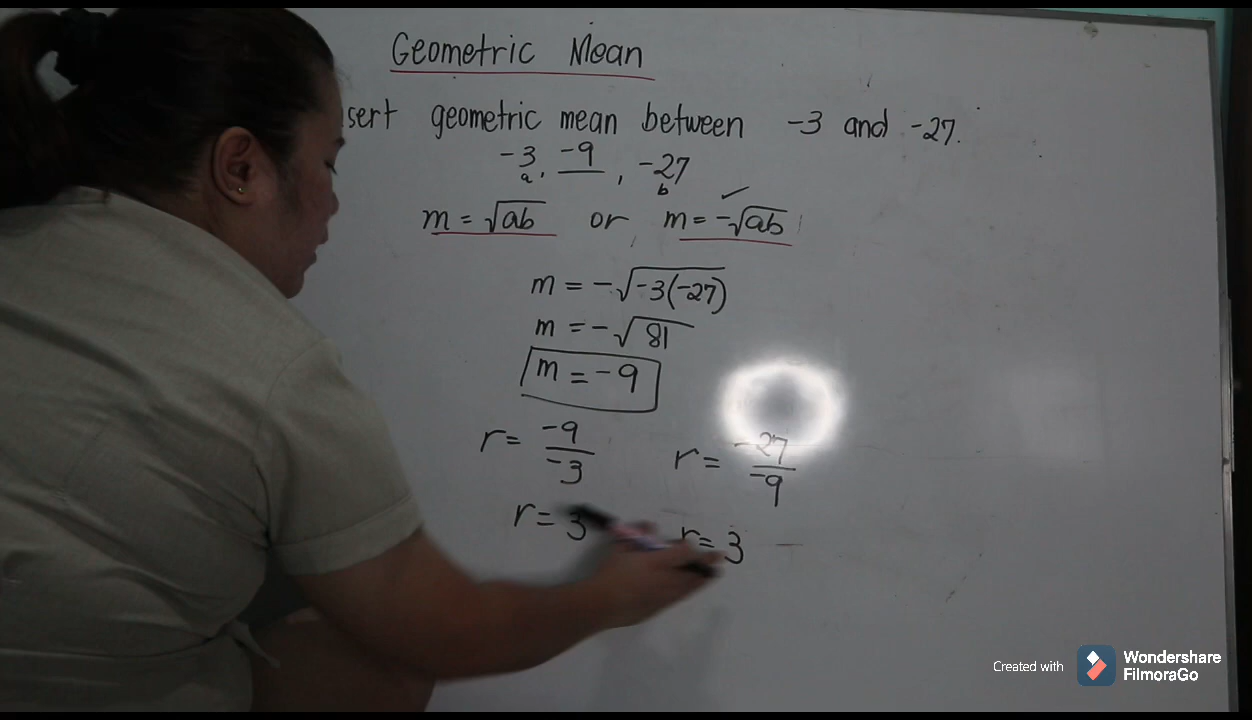 Geometric Mean
sert geometric mean between -3 and -27.
-3, -9, -27
a b
m = √ab or m = -√ab ✓
m = -√-3(-27)
m = -√81
m = -9
r = -9/-3 r = -27/-9
r = 3 r = 3
Created with Wondershare FilmoraGo